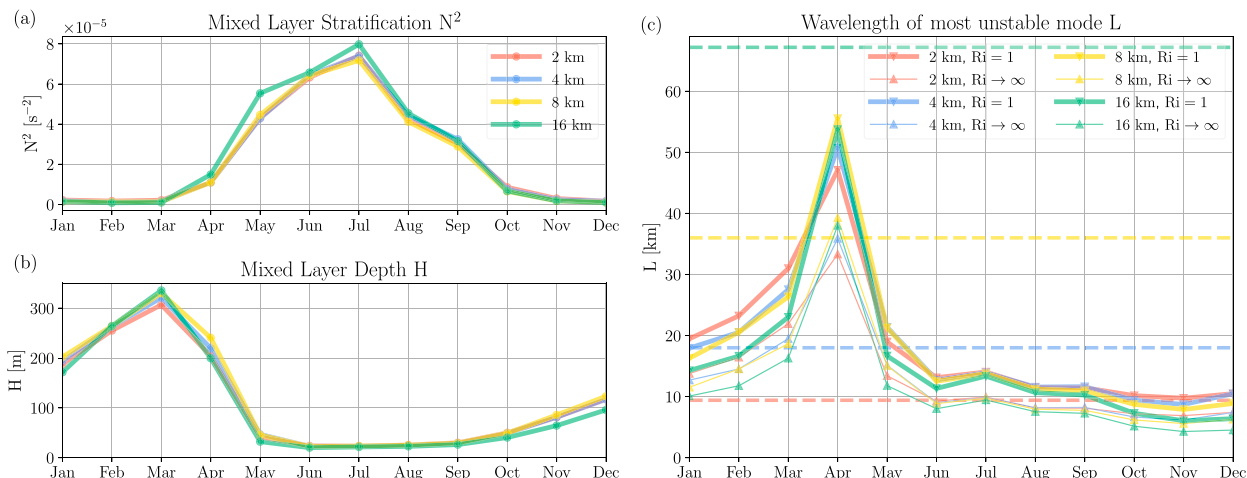 (a)
Mixed Layer Stratification N²
×10⁻⁵
8
6
4
2
0
N² [s⁻²]
2 km
4 km
8 km
16 km
Jan Feb Mar Apr May Jun Jul Aug Sep Oct Nov Dec
(b)
Mixed Layer Depth H
300
200
100
0
H [m]
Jan Feb Mar Apr May Jun Jul Aug Sep Oct Nov Dec
(c)
Wavelength of most unstable mode L
2 km, Ri = 1
2 km, Ri → ∞
4 km, Ri = 1
4 km, Ri → ∞
8 km, Ri = 1
8 km, Ri → ∞
16 km, Ri = 1
16 km, Ri → ∞
60
50
40
30
20
10
0
L [km]
Jan Feb Mar Apr May Jun Jul Aug Sep Oct Nov Dec